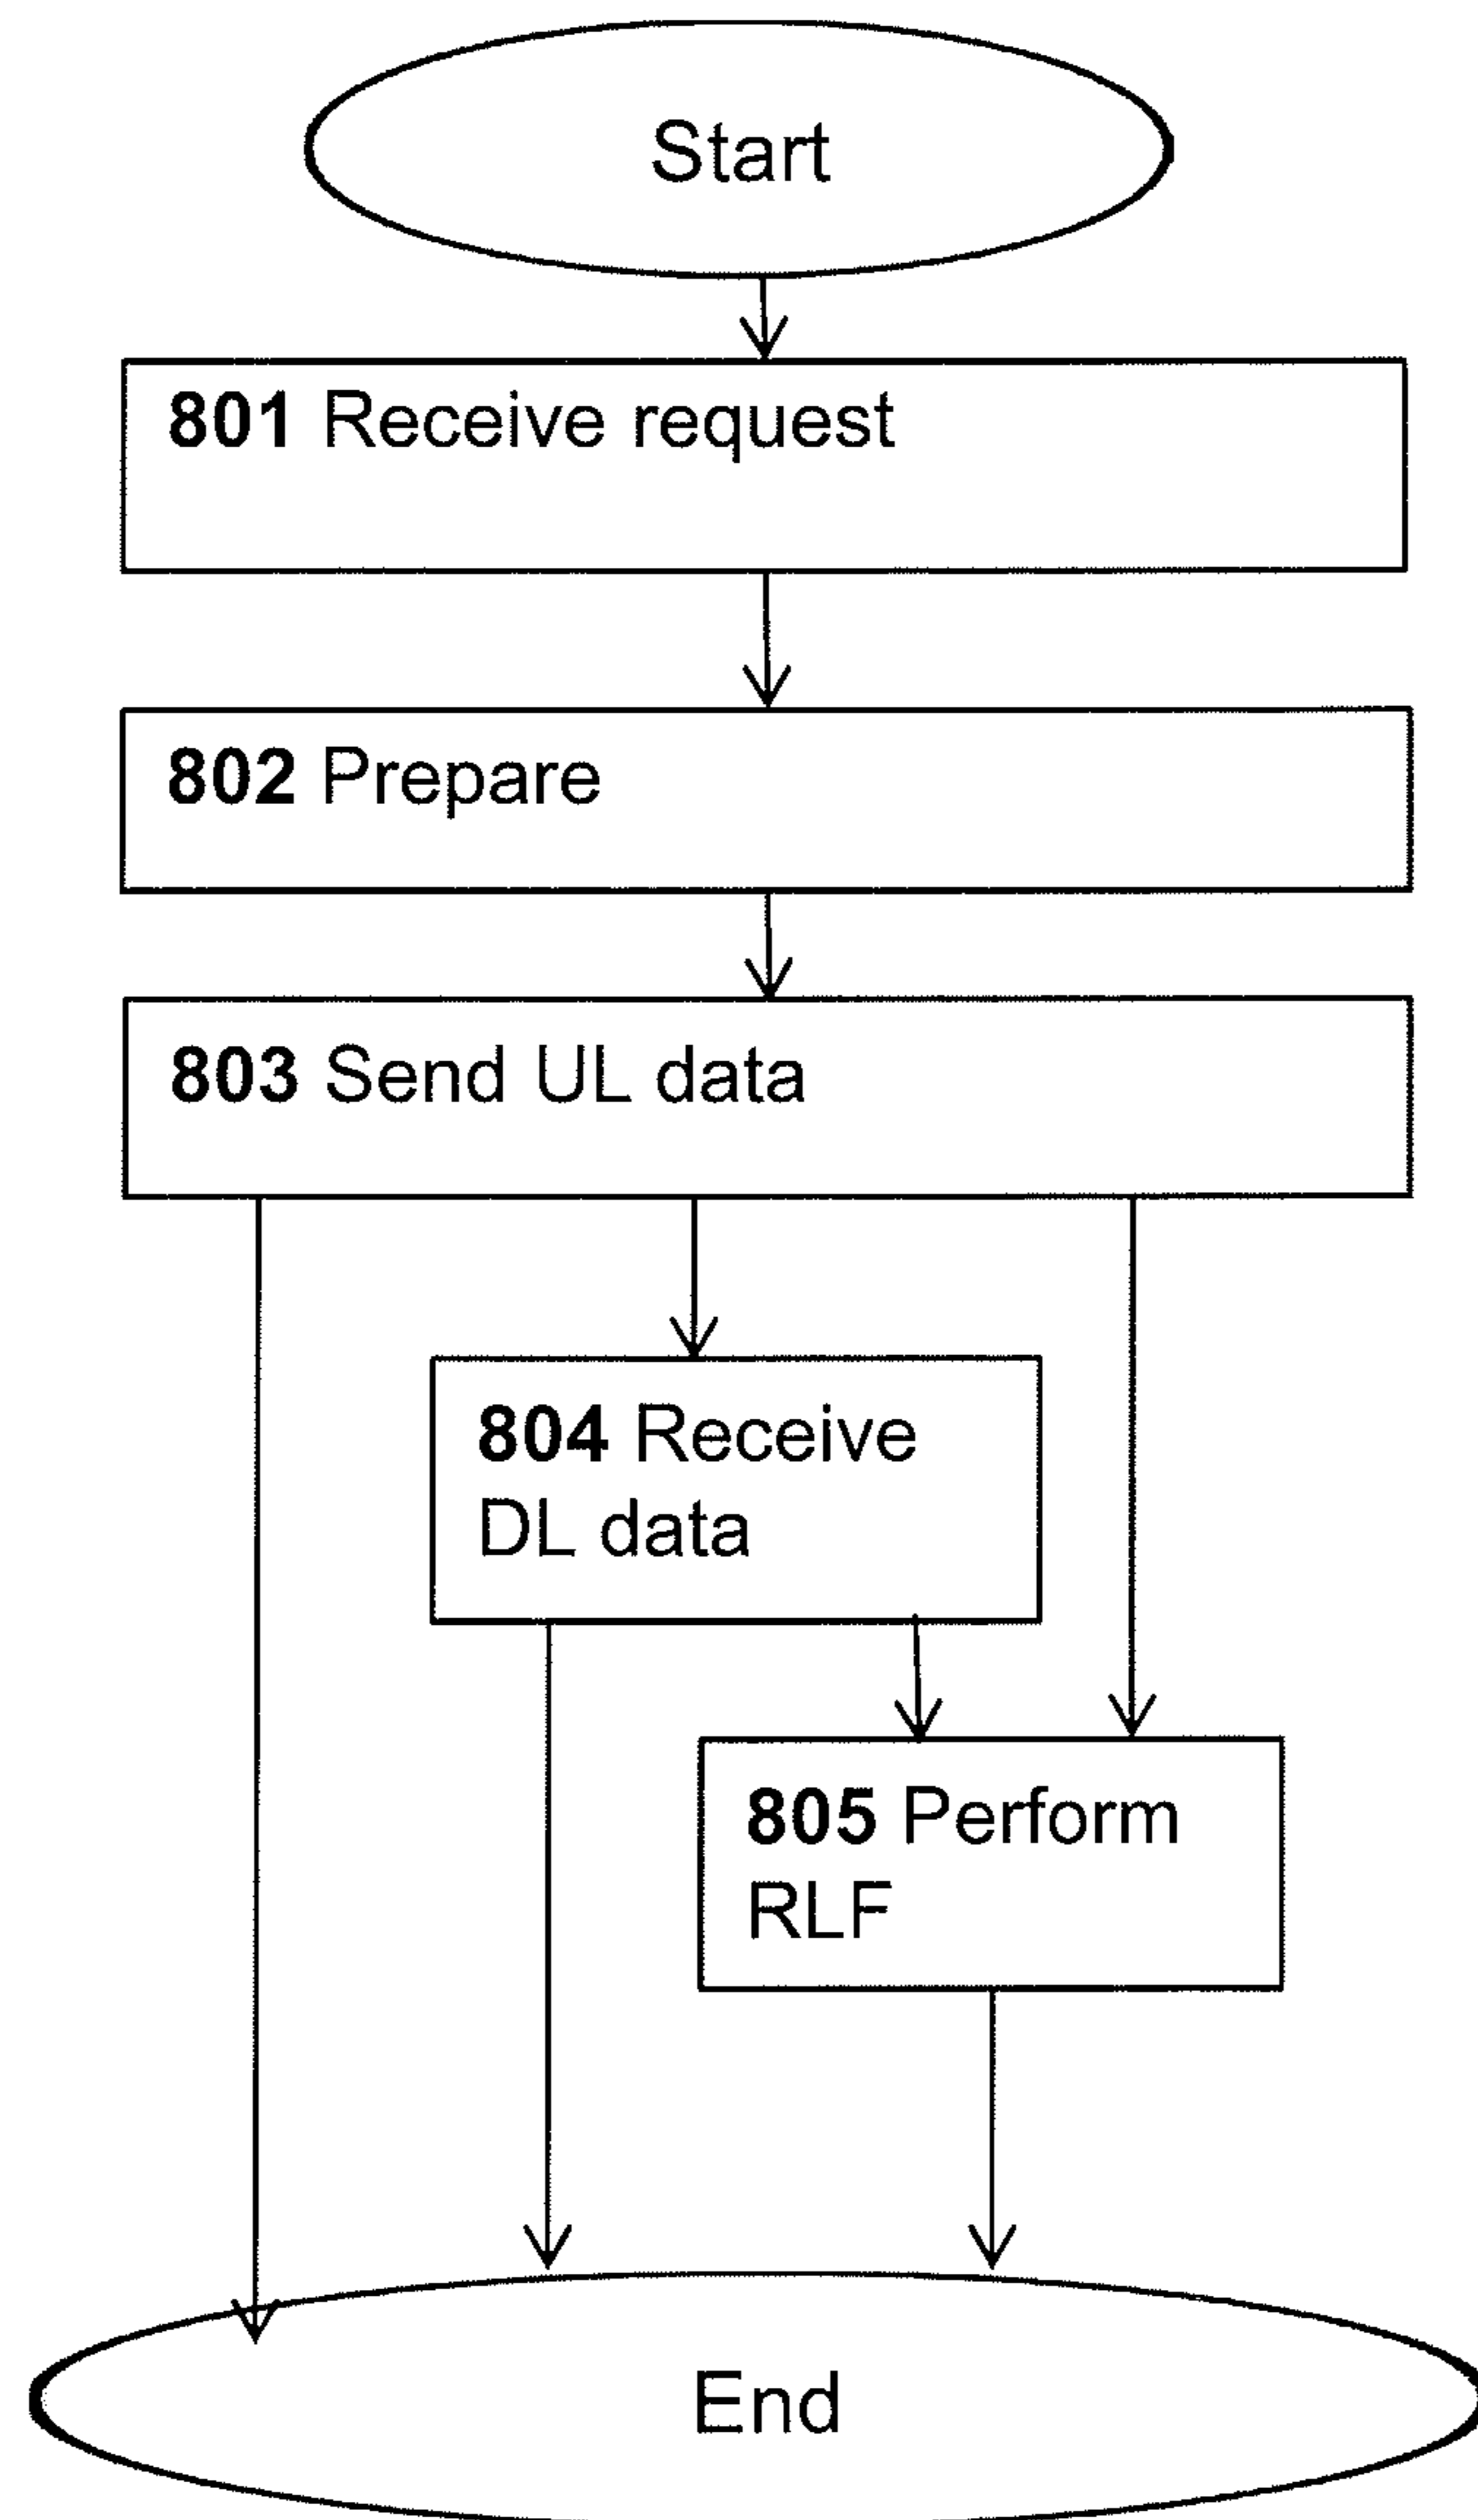 Start
801 Receive request
802 Prepare
803 Send UL data
804 Receive
DL data
805 Perform
RLF
End